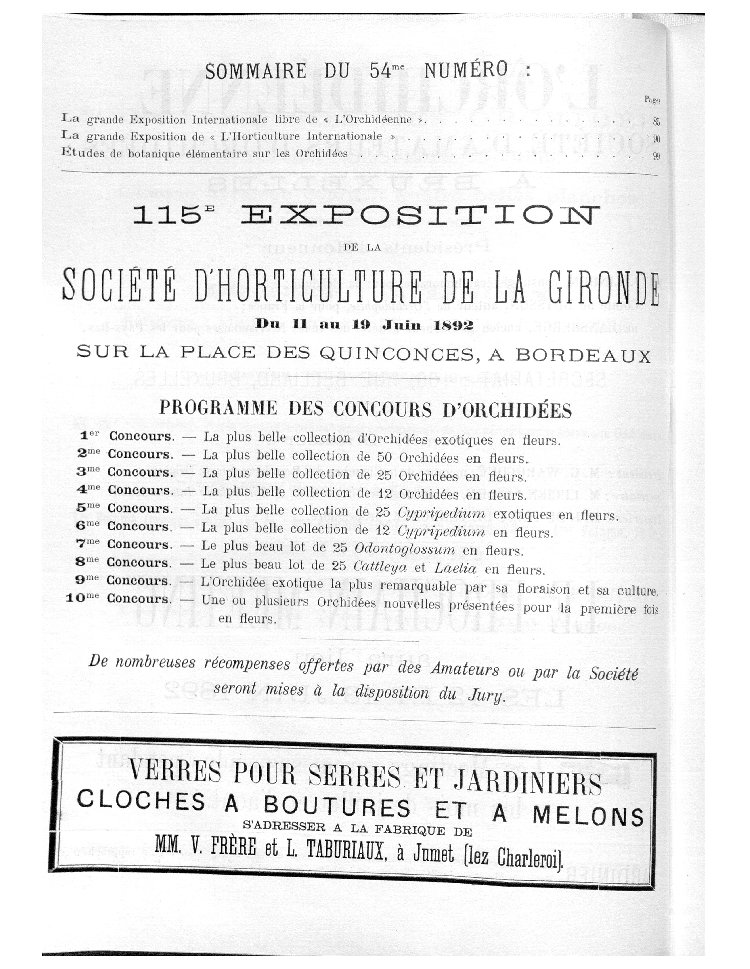 SOMMAIRE DU 54me NUMÉRO :
Page
La grande Exposition Internationale libre de « L'Orchidéenne ». . . . . . . . . . . . . . . . 85
La grande Exposition de « L'Horticulture Internationale » . . . . . . . . . . . . . . . . 90
Etudes de botanique élémentaire sur les Orchidées . . . . . . . . . . . . . . . . . . . .
115E EXPOSITION
DE LA
SOCIÉTÉ D'HORTICULTURE DE LA GIRONDE
Du 11 au 19 Juin 1892
SUR LA PLACE DES QUINCONCES, A BORDEAUX
PROGRAMME DES CONCOURS D'ORCHIDÉES
1er Concours. — La plus belle collection d'Orchidées exotiques en fleurs.
2me Concours. — La plus belle collection de 50 Orchidées en fleurs.
3me Concours. — La plus belle collection de 25 Orchidées en fleurs.
4me Concours. — La plus belle collection de 12 Orchidées en fleurs.
5me Concours. — La plus belle collection de 25 Cypripedium exotiques en fleurs.
6me Concours. — La plus belle collection de 12 Cypripedium en fleurs.
7me Concours. — Le plus beau lot de 25 Odontoglossum en fleurs.
8me Concours. — Le plus beau lot de 25 Cattleya et Laelia en fleurs.
9me Concours. — L'Orchidée exotique la plus remarquable par sa floraison et sa culture.
10me Concours. — Une ou plusieurs Orchidées nouvelles présentées pour la première fois
en fleurs.
De nombreuses récompenses offertes par des Amateurs ou par la Société
seront mises à la disposition du Jury.
VERRES POUR SERRES ET JARDINIERS
CLOCHES A BOUTURES ET A MELONS
S'ADRESSER A LA FABRIQUE DE
MM. V. FRÈRE et L. TABURIAUX, à Jumet (lez Charleroi).